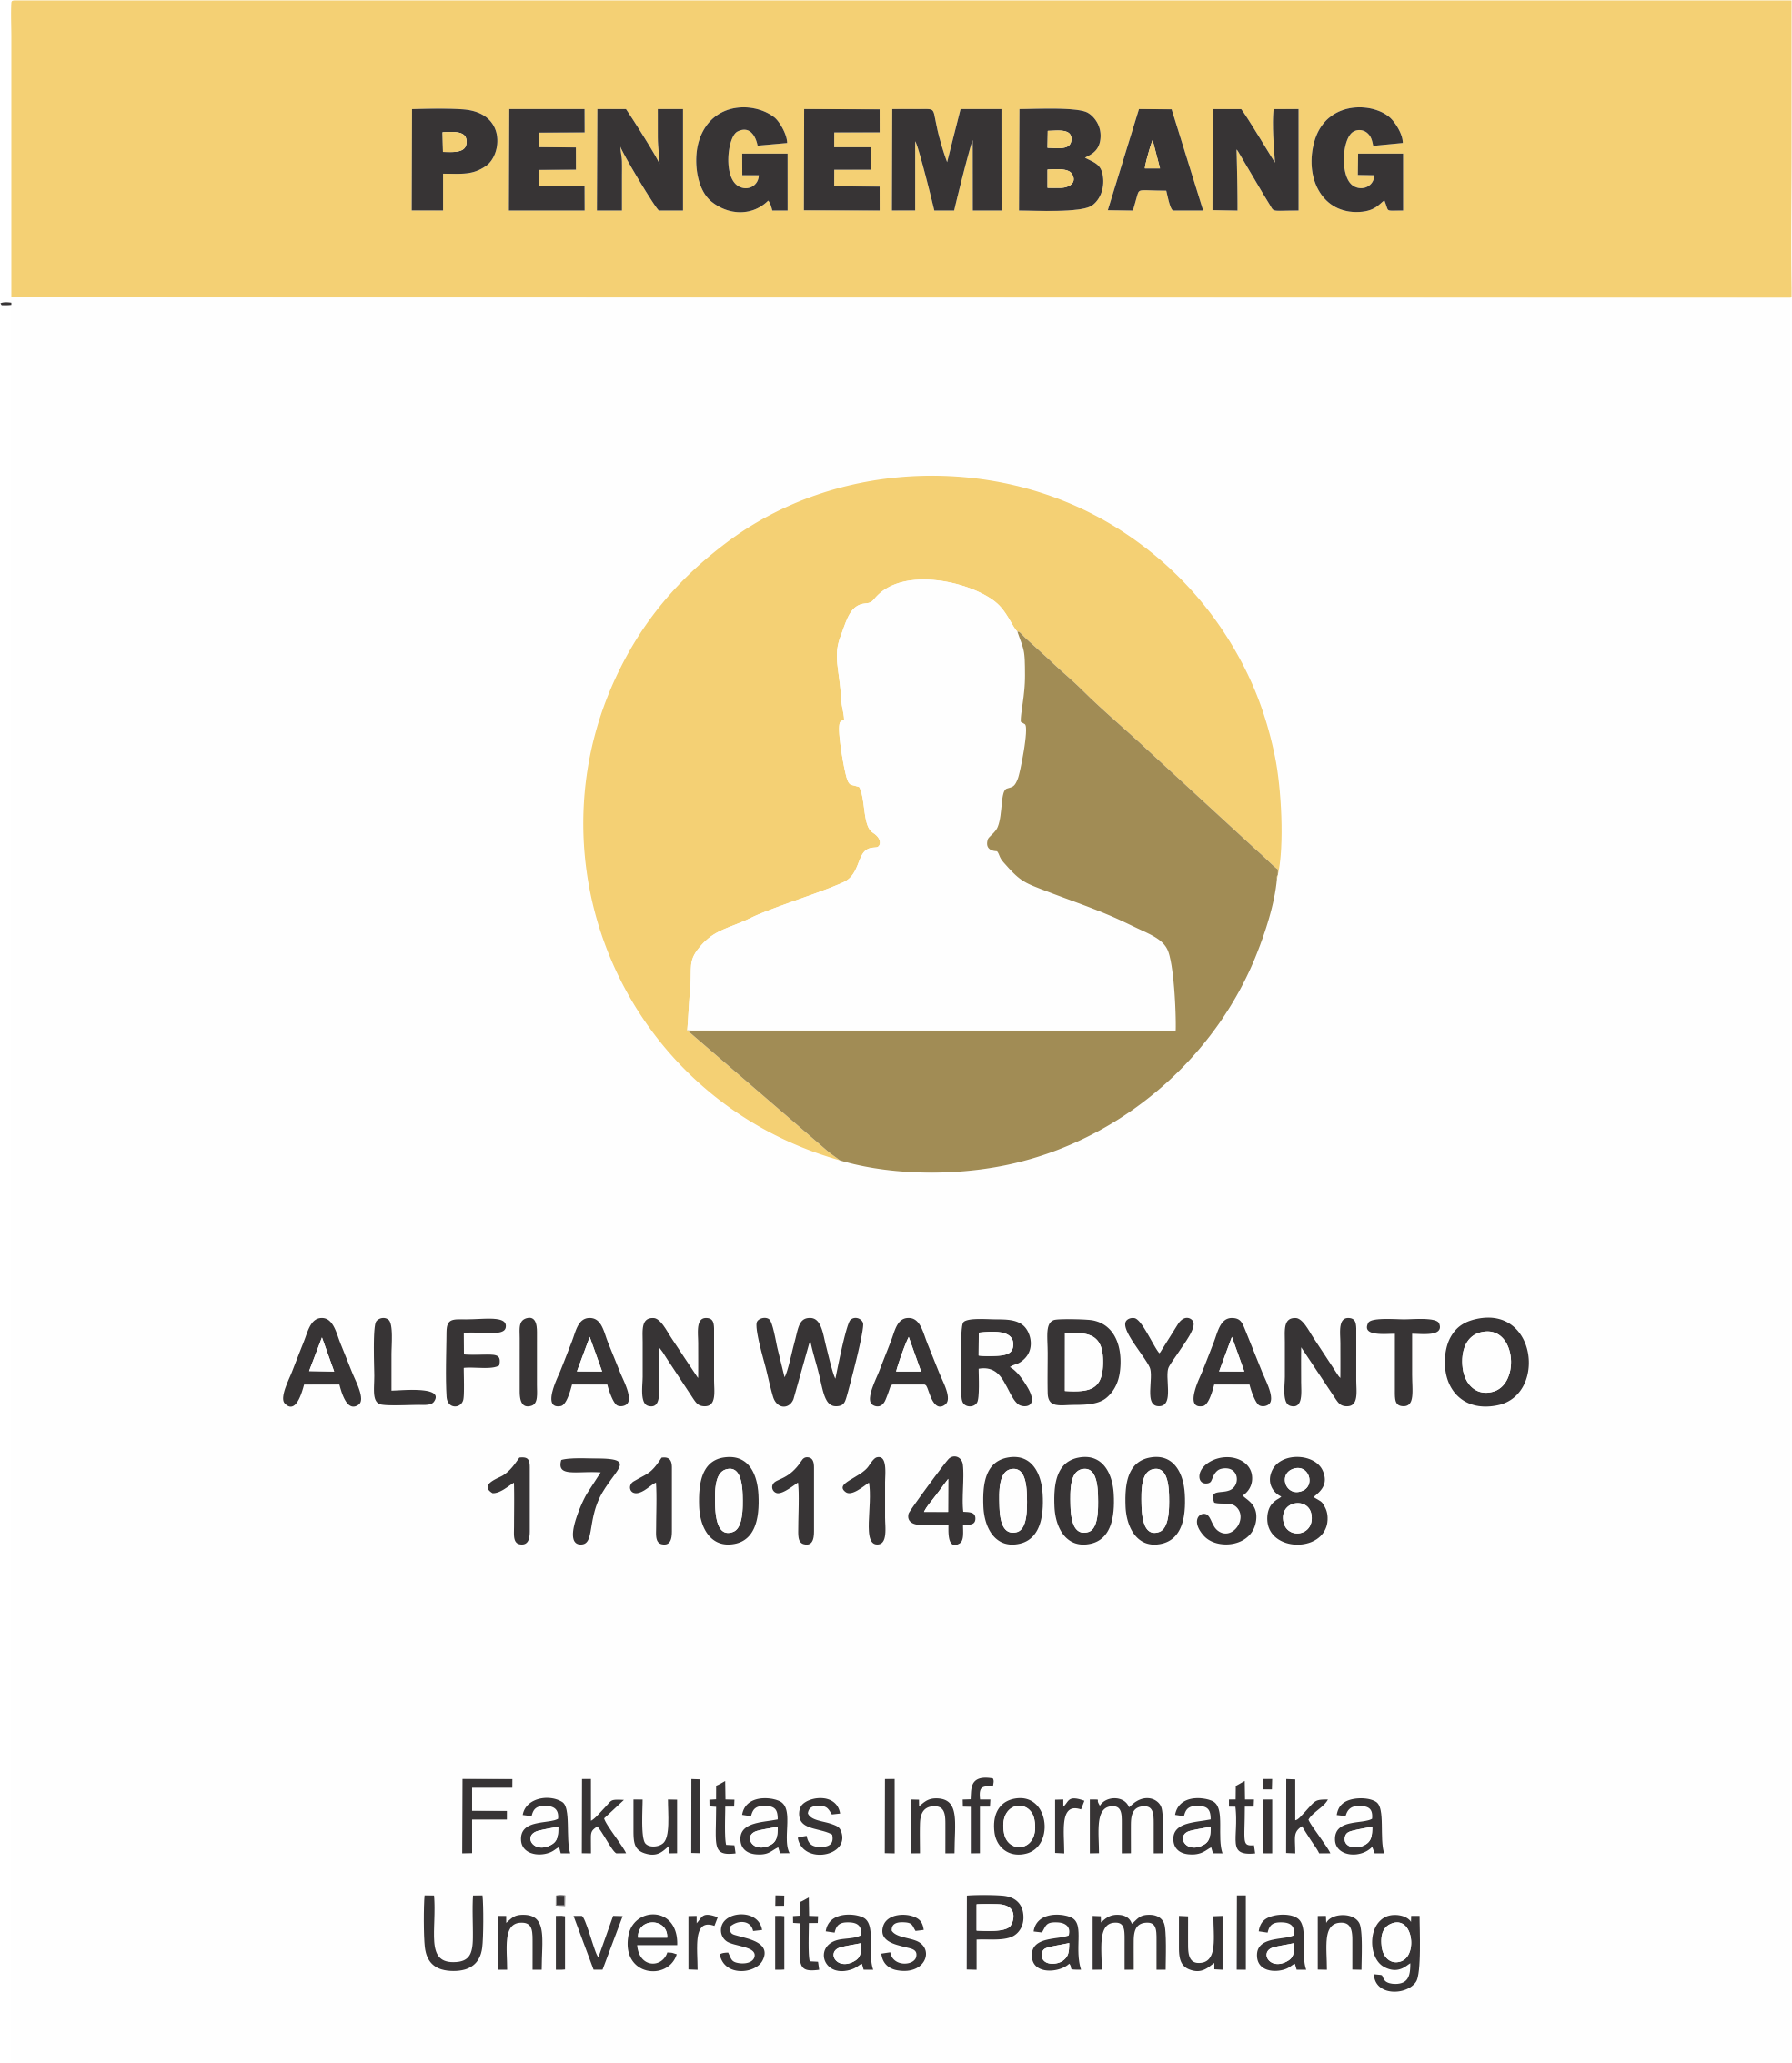 PENGEMBANG
ALFIAN WARDYANTO
171011400038
Fakultas Informatika
Universitas Pamulang